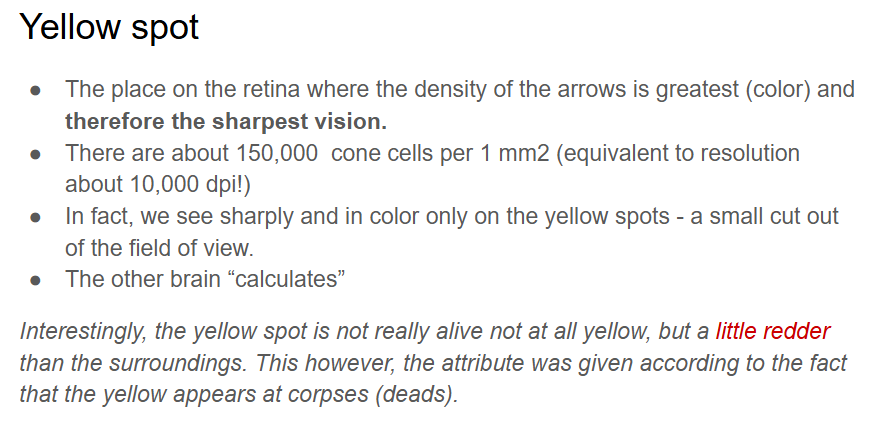 Yellow spot
● The place on the retina where the density of the arrows is greatest (color) and
therefore the sharpest vision.
● There are about 150,000  cone cells per 1 mm2 (equivalent to resolution
about 10,000 dpi!)
● In fact, we see sharply and in color only on the yellow spots - a small cut out
of the field of view.
● The other brain “calculates”
Interestingly, the yellow spot is not really alive not at all yellow, but a little redder
than the surroundings. This however, the attribute was given according to the fact
that the yellow appears at corpses (deads).